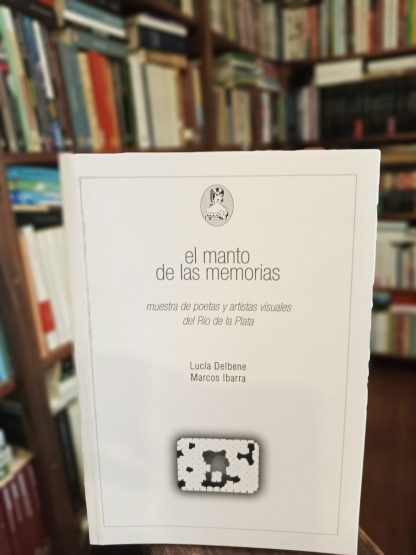 el manto
de las memorias
muestra de poetas y artistas visuales
del Río de la Plata
Lucía Delbene
Marcos Ibarra